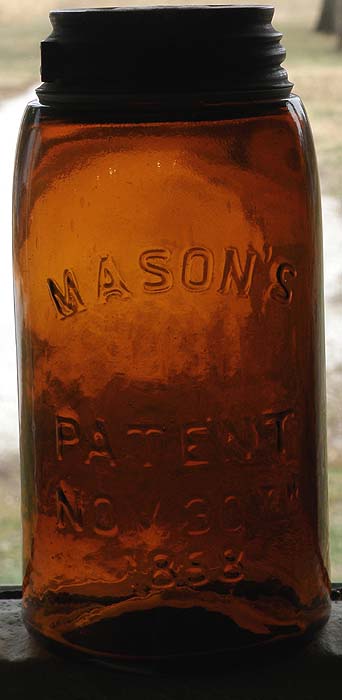 MASON'S
PATENT
NOV 30TH
1858